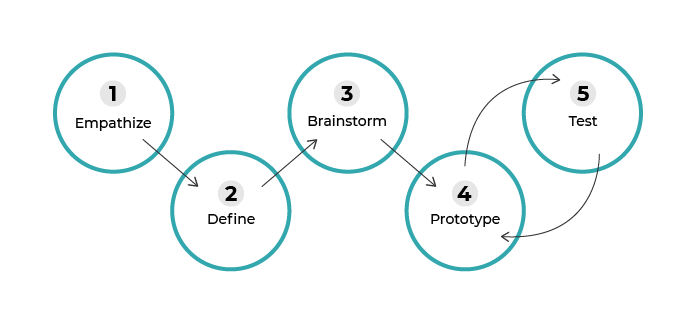 1
Empathize
2
Define
3
Brainstorm
4
Prototype
5
Test